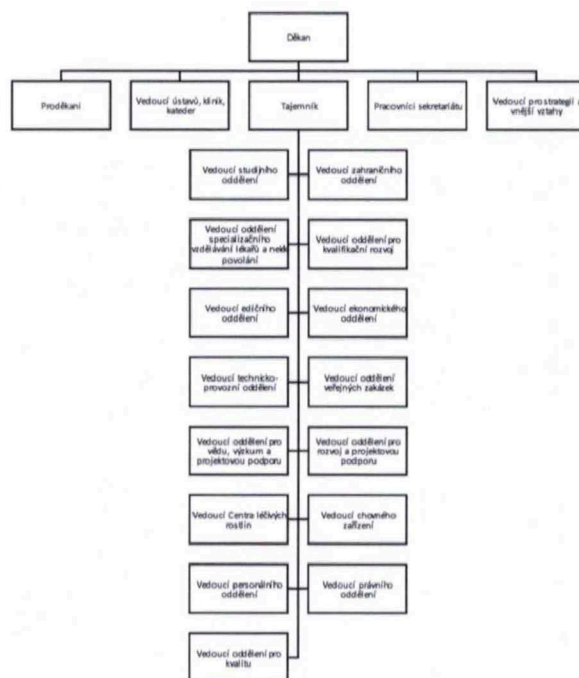 Děkan
Proděkani
Vedoucí ústavů, klinik,
kateder
Tajemník
Pracovníci sekretariátu
Vedoucí pro strategii a
vnější vztahy
Vedoucí studijního
oddělení
Vedoucí zahraničního
oddělení
Vedoucí oddělení
specializačního
vzdělávání lékařů a nelék
povolání
Vedoucí oddělení pro
kvalifikační rozvoj
Vedoucí edičního
oddělení
Vedoucí ekonomického
oddělení
Vedoucí technicko-
provozní oddělení
Vedoucí oddělení
veřejných zakázek
Vedoucí oddělení pro
vědu, výzkum a
projektovou podporu
Vedoucí oddělení pro
rozvoj a projektovou
podporu
Vedoucí Centra léčivých
rostlin
Vedoucí chovného
zařízení
Vedoucí personálního
oddělení
Vedoucí právního
oddělení
Vedoucí oddělení pro
kvalitu